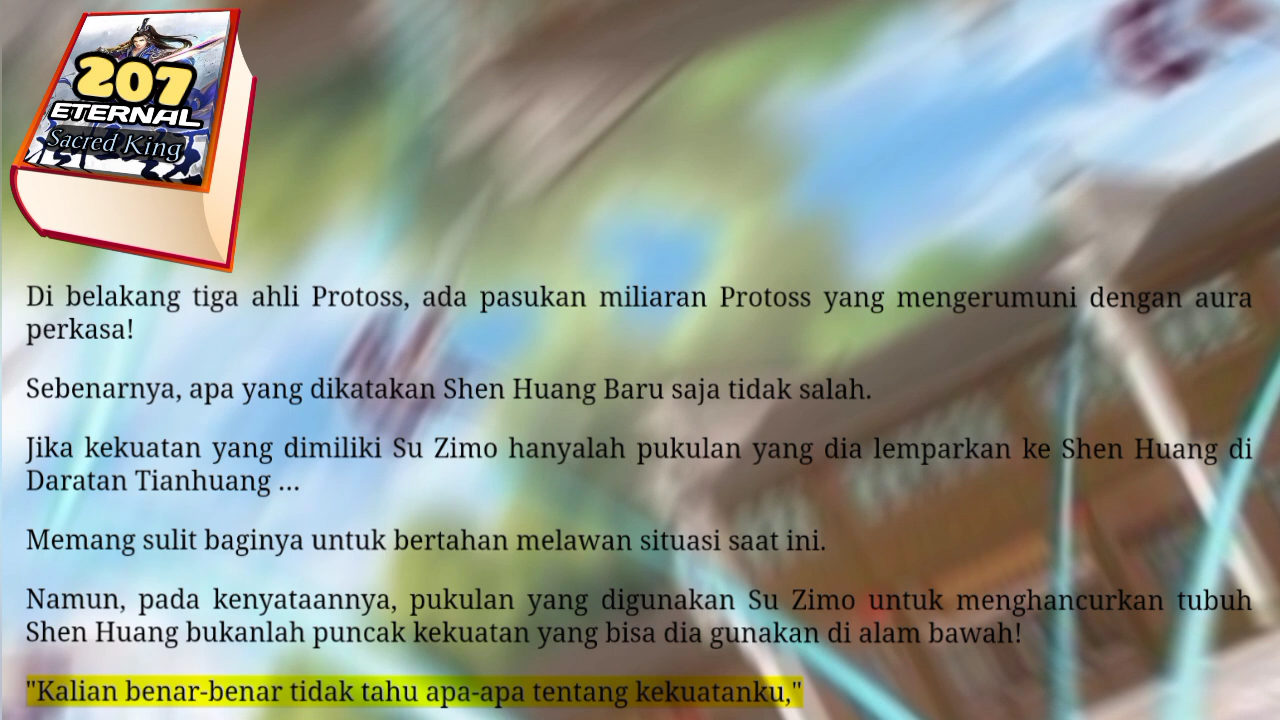 207
ETERNAL
Sacred King
Di belakang tiga ahli Protoss, ada pasukan miliaran Protoss yang mengerumuni dengan aura
perkasa!
Sebenarnya, apa yang dikatakan Shen Huang Baru saja tidak salah.
Jika kekuatan yang dimiliki Su Zimo hanyalah pukulan yang dia lemparkan ke Shen Huang di
Daratan Tianhuang ...
Memang sulit baginya untuk bertahan melawan situasi saat ini.
Namun, pada kenyataannya, pukulan yang digunakan Su Zimo untuk menghancurkan tubuh
Shen Huang bukanlah puncak kekuatan yang bisa dia gunakan di alam bawah!
"Kalian benar-benar tidak tahu apa-apa tentang kekuatanku,"